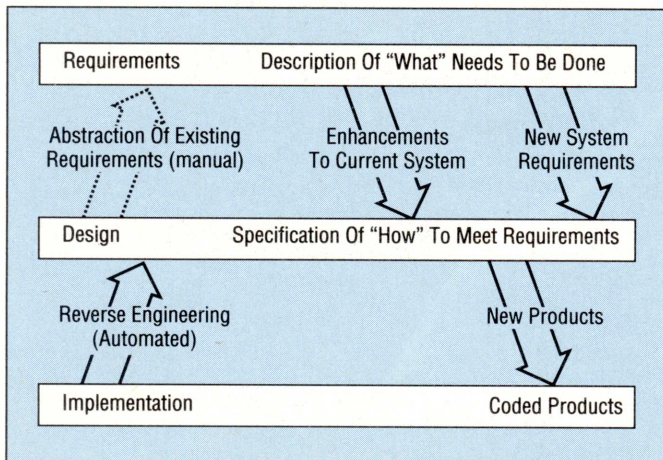 Requirements Description Of “What” Needs To Be Done
Abstraction Of Existing
Requirements (manual)
Enhancements
To Current System
New System
Requirements
Design Specification Of “How” To Meet Requirements
Reverse Engineering
(Automated)
New Products
Implementation Coded Products